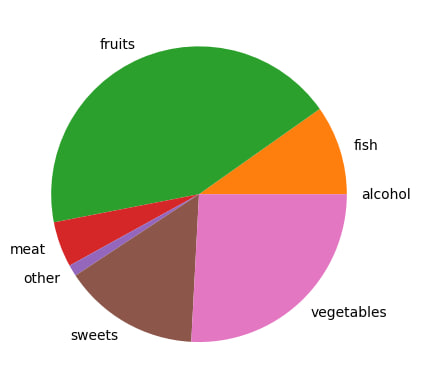 fruits
fish
alcohol
meat
other
sweets
vegetables